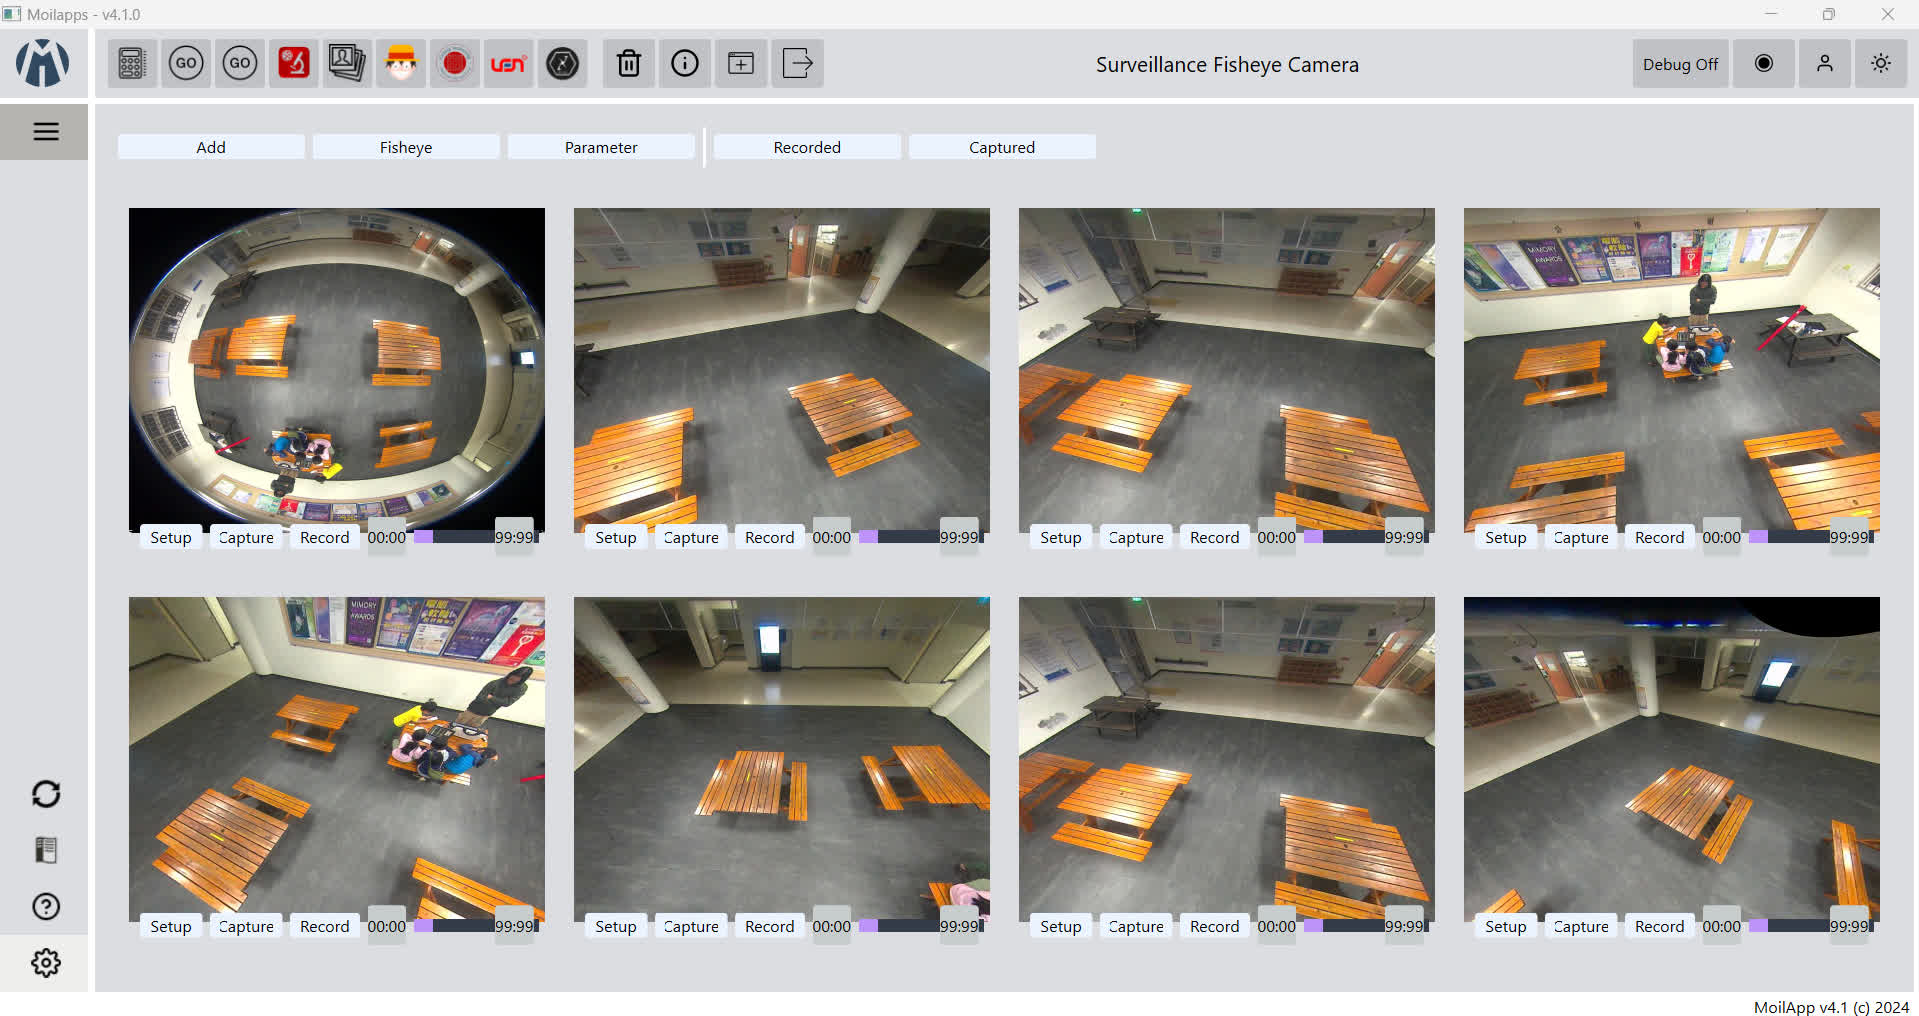 Moilapps - v4.1.0
GO
GO
Surveillance Fisheye Camera
Debug Off
Add
Fisheye
Parameter
Recorded
Captured
MIMORY
AWARDS
Setup
Capture
Record
00:00
99:99
Setup
Capture
Record
00:00
99:99
Setup
Capture
Record
00:00
99:99
Setup
Capture
Record
00:00
99:99
MIMORY
AWARDS
Setup
Capture
Record
00:00
99:99
Setup
Capture
Record
00:00
99:99
Setup
Capture
Record
00:00
99:99
Setup
Capture
Record
00:00
99:99
MoilApp v4.1 (c) 2024